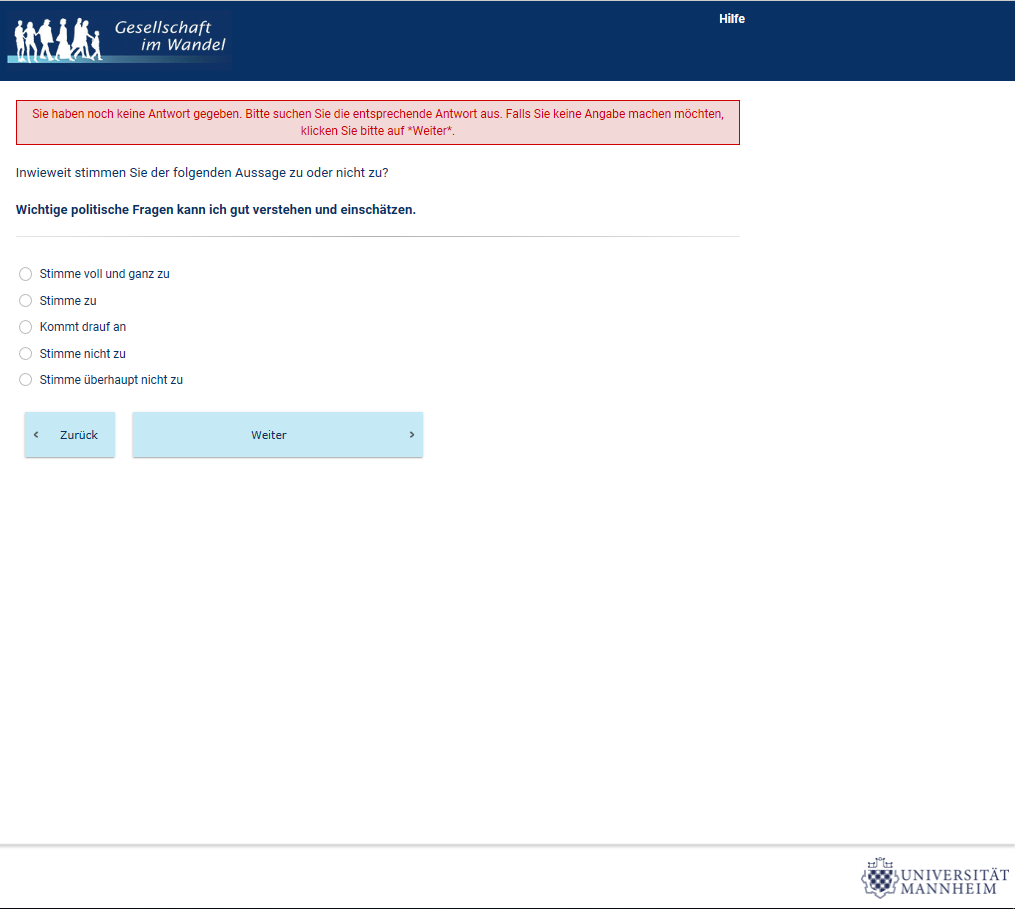 Gesellschaft
im Wandel
Hilfe
Sie haben noch keine Antwort gegeben. Bitte suchen Sie die entsprechende Antwort aus. Falls Sie keine Angabe machen möchten,
klicken Sie bitte auf *Weiter*.
Inwieweit stimmen Sie der folgenden Aussage zu oder nicht zu?
Wichtige politische Fragen kann ich gut verstehen und einschätzen.
Stimme voll und ganz zu
Stimme zu
Kommt drauf an
Stimme nicht zu
Stimme überhaupt nicht zu
Zurück
Weiter
UNIVERSITÄT
MANNHEIM